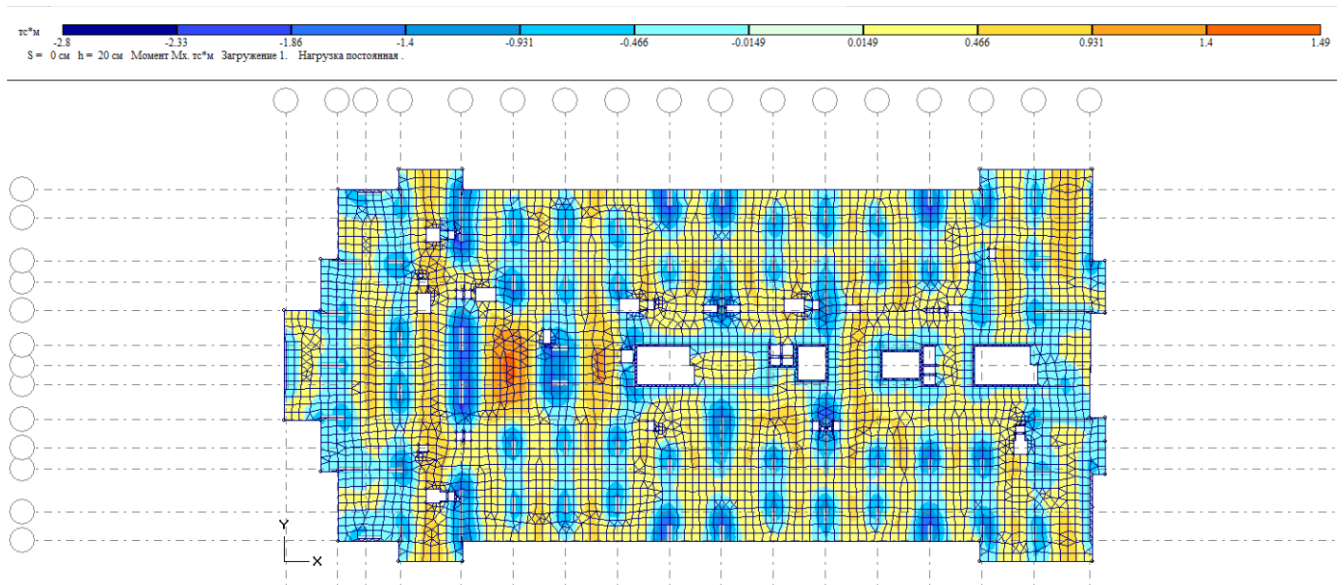 тс*м
-2.8 -2.33 -1.86 -1.4 -0.931 -0.466 -0.0149 0.0149 0.466 0.931 1.4 1.49
S = 0 см h = 20 см Момент Mx. тс*м Загружение 1. Нагрузка постоянная .
Y
X